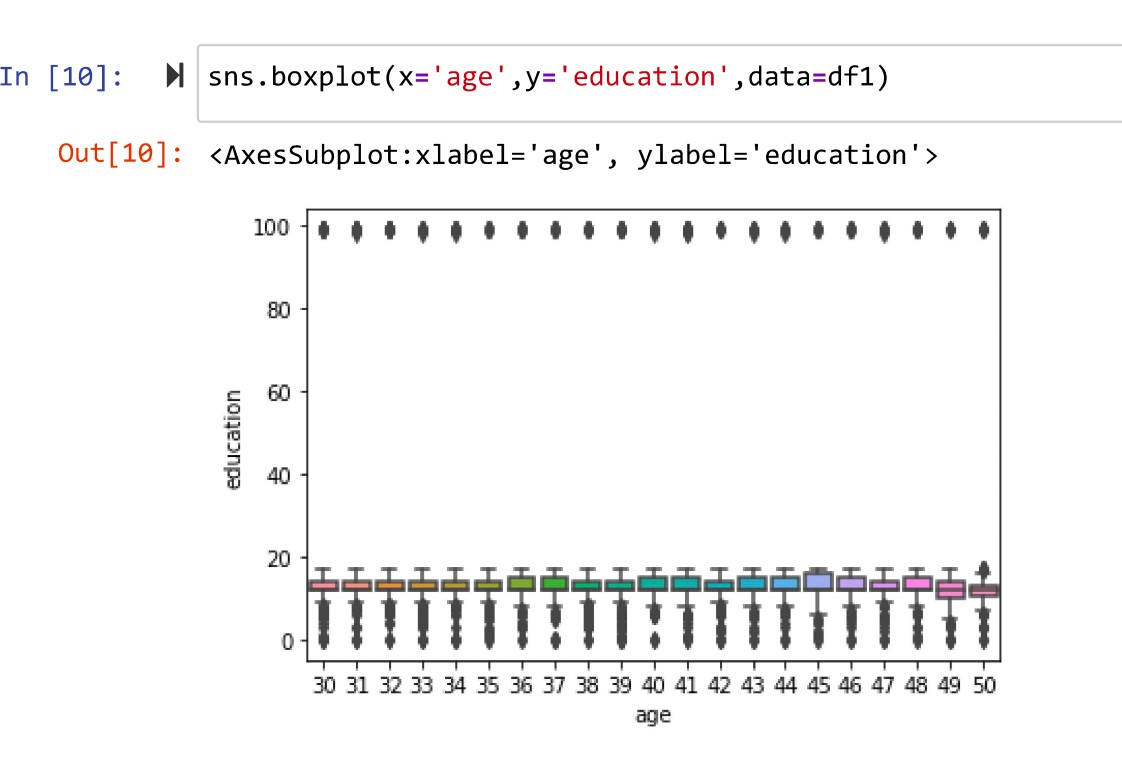 In [10]: sns.boxplot(x='age',y='education',data=df1)
Out[10]: <AxesSubplot:xlabel='age', ylabel='education'>
100
80
60
40
20
0
education
30 31 32 33 34 35 36 37 38 39 40 41 42 43 44 45 46 47 48 49 50
age